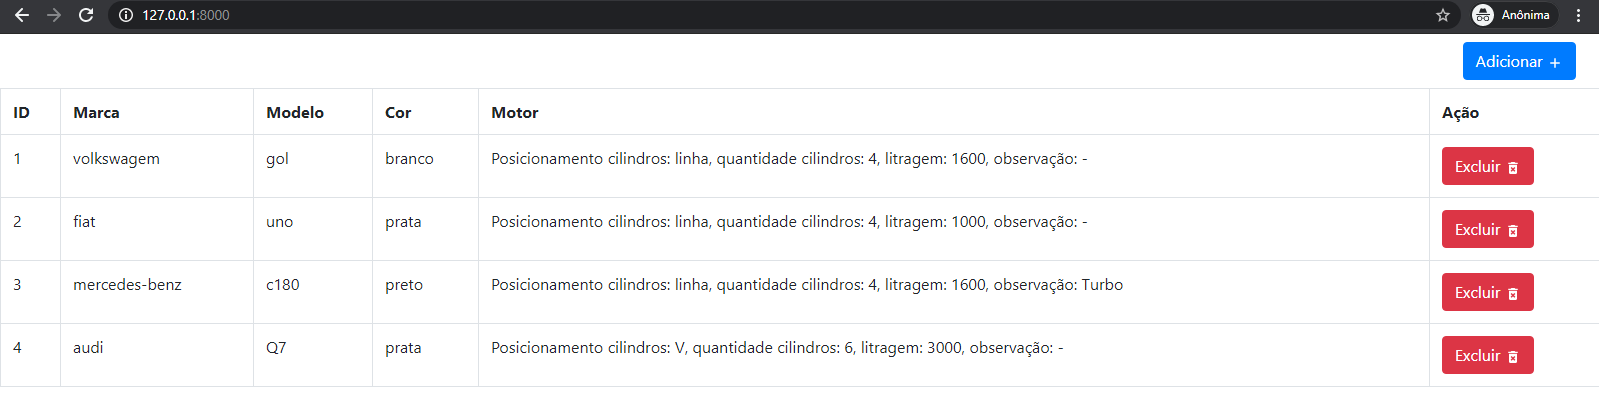 127.0.0.1:8000 Anônima
Adicionar +
ID Marca Modelo Cor Motor Ação
1 volkswagem gol branco Posicionamento cilindros: linha, quantidade cilindros: 4, litragem: 1600, observação: - Excluir
2 fiat uno prata Posicionamento cilindros: linha, quantidade cilindros: 4, litragem: 1000, observação: - Excluir
3 mercedes-benz c180 preto Posicionamento cilindros: linha, quantidade cilindros: 4, litragem: 1600, observação: Turbo Excluir
4 audi Q7 prata Posicionamento cilindros: V, quantidade cilindros: 6, litragem: 3000, observação: - Excluir